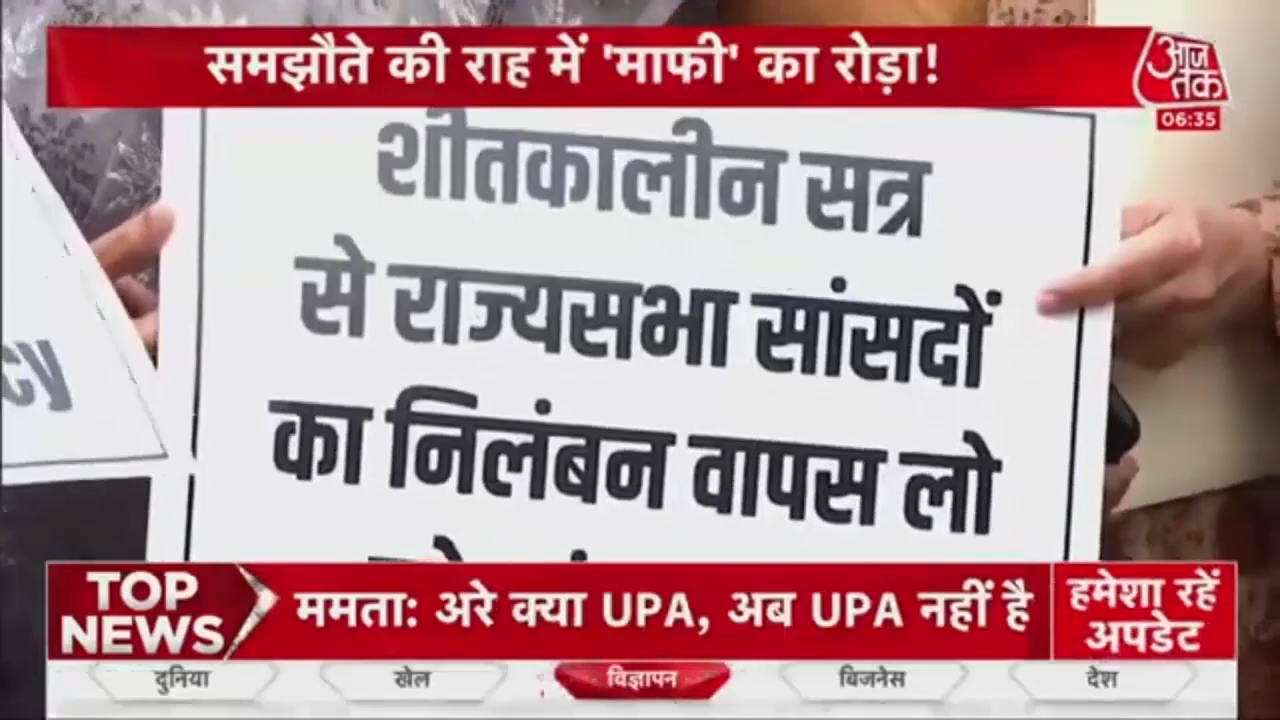 समझौते की राह में 'माफी' का रोड़ा!
आज तक
06:35
शीतकालीन सत्र
से राज्यसभा सांसदों
का निलंबन वापस लो
cy
TOP NEWS
ममता: अरे क्या UPA, अब UPA नहीं है
हमेशा रहें
अपडेट
दुनिया
खेल
विज्ञापन
बिजनेस
देश